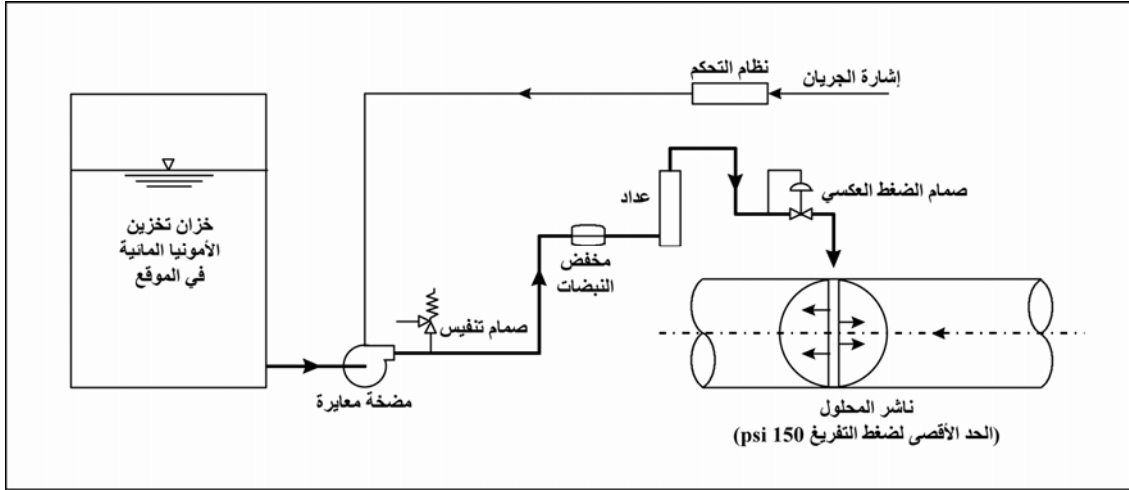 نظام التحكم
إشارة الجريان
عداد
صمام الضغط العكسي
خزان تخزين
الأمونيا المائية
في الموقع
مخفض
النبضات
صمام تنفيس
مضخة معايرة
ناشر المحلول
(الحد الأقصى لضغط التفريغ 150 psi)